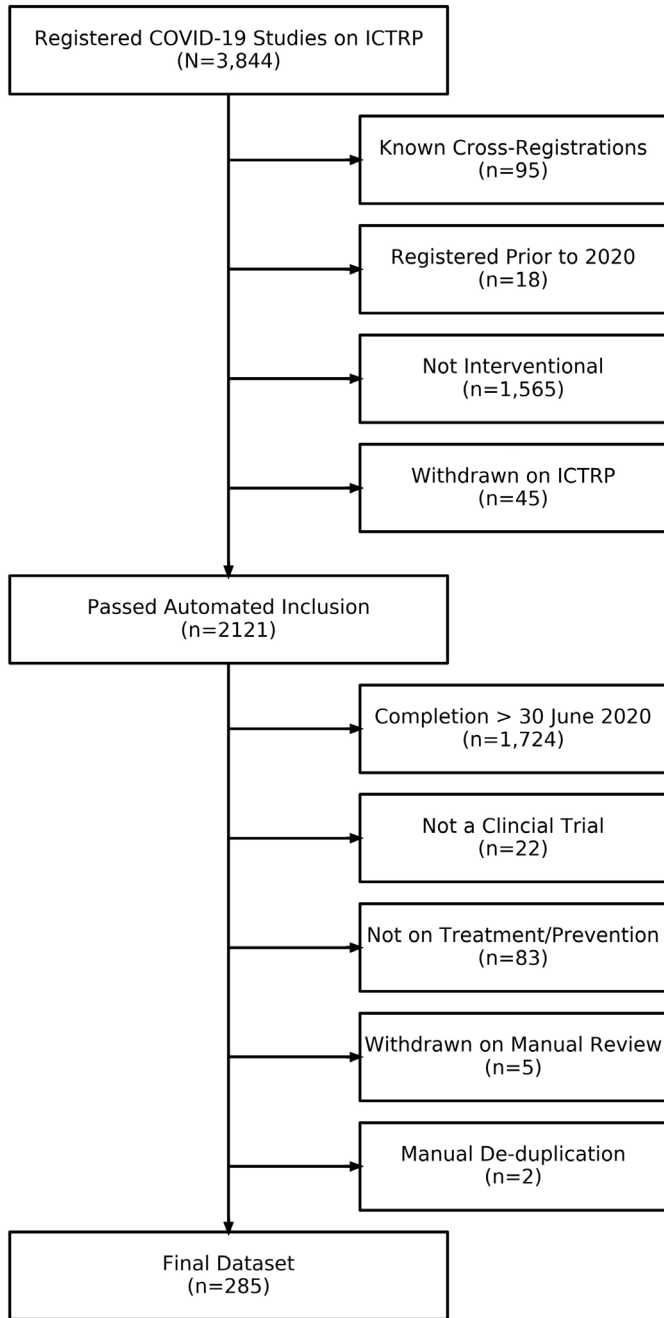 Registered COVID-19 Studies on ICTRP
(N=3,844)
Known Cross-Registrations
(n=95)
Registered Prior to 2020
(n=18)
Not Interventional
(n=1,565)
Withdrawn on ICTRP
(n=45)
Passed Automated Inclusion
(n=2121)
Completion > 30 June 2020
(n=1,724)
Not a Clincial Trial
(n=22)
Not on Treatment/Prevention
(n=83)
Withdrawn on Manual Review
(n=5)
Manual De-duplication
(n=2)
Final Dataset
(n=285)